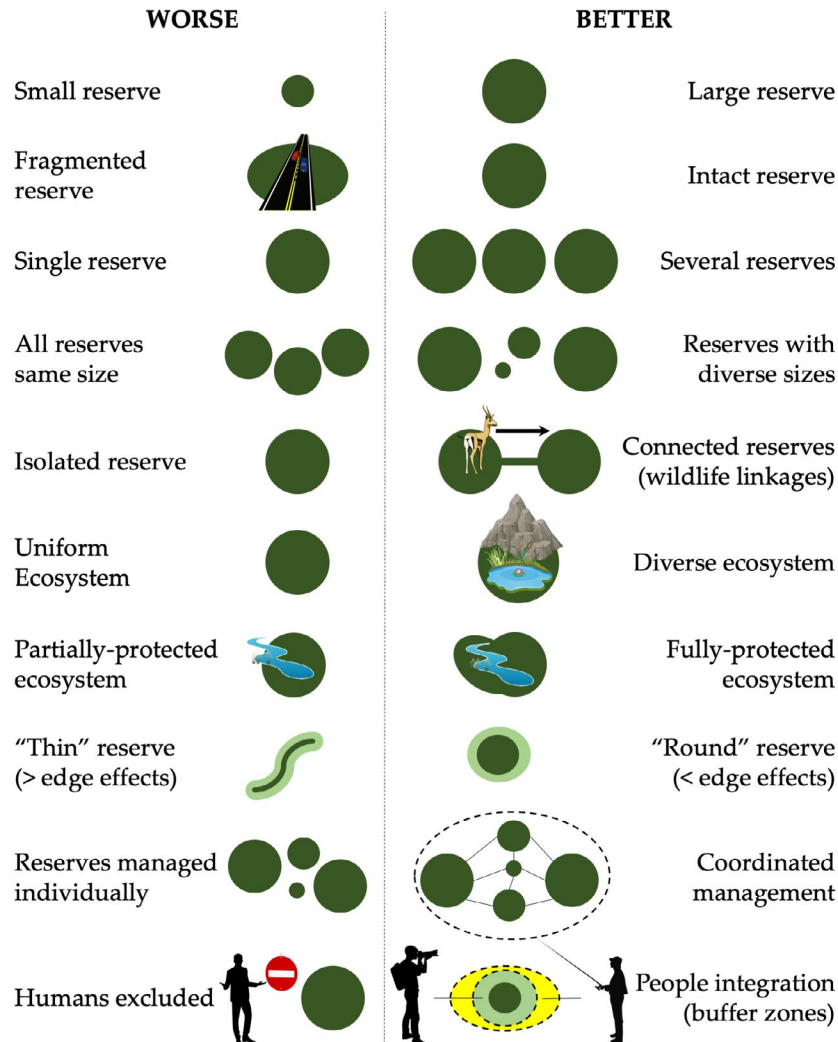 WORSE
BETTER
Small reserve
Large reserve
Fragmented
reserve
Intact reserve
Single reserve
Several reserves
All reserves
same size
Reserves with
diverse sizes
Isolated reserve
Connected reserves
(wildlife linkages)
Uniform
Ecosystem
Diverse ecosystem
Partially-protected
ecosystem
Fully-protected
ecosystem
“Thin” reserve
(> edge effects)
“Round” reserve
(< edge effects)
Reserves managed
individually
Coordinated
management
Humans excluded
People integration
(buffer zones)